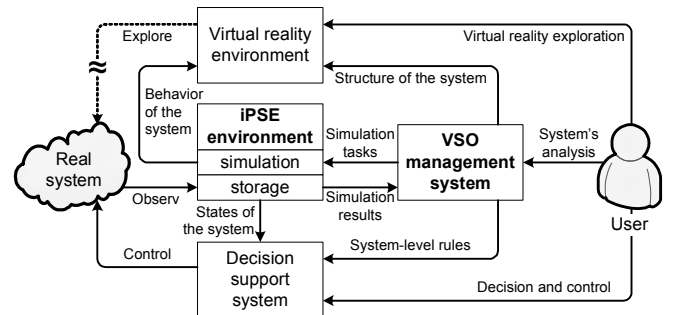 Explore
Virtual reality
environment
Virtual reality exploration
Structure of the system
Behavior
of the
system
iPSE
environment
simulation
storage
Simulation
tasks
VSO
management
system
System's
analysis
Real
system
Observ
Simulation
results
User
States of
the system
Control
Decision
support
system
System-level rules
Decision and control